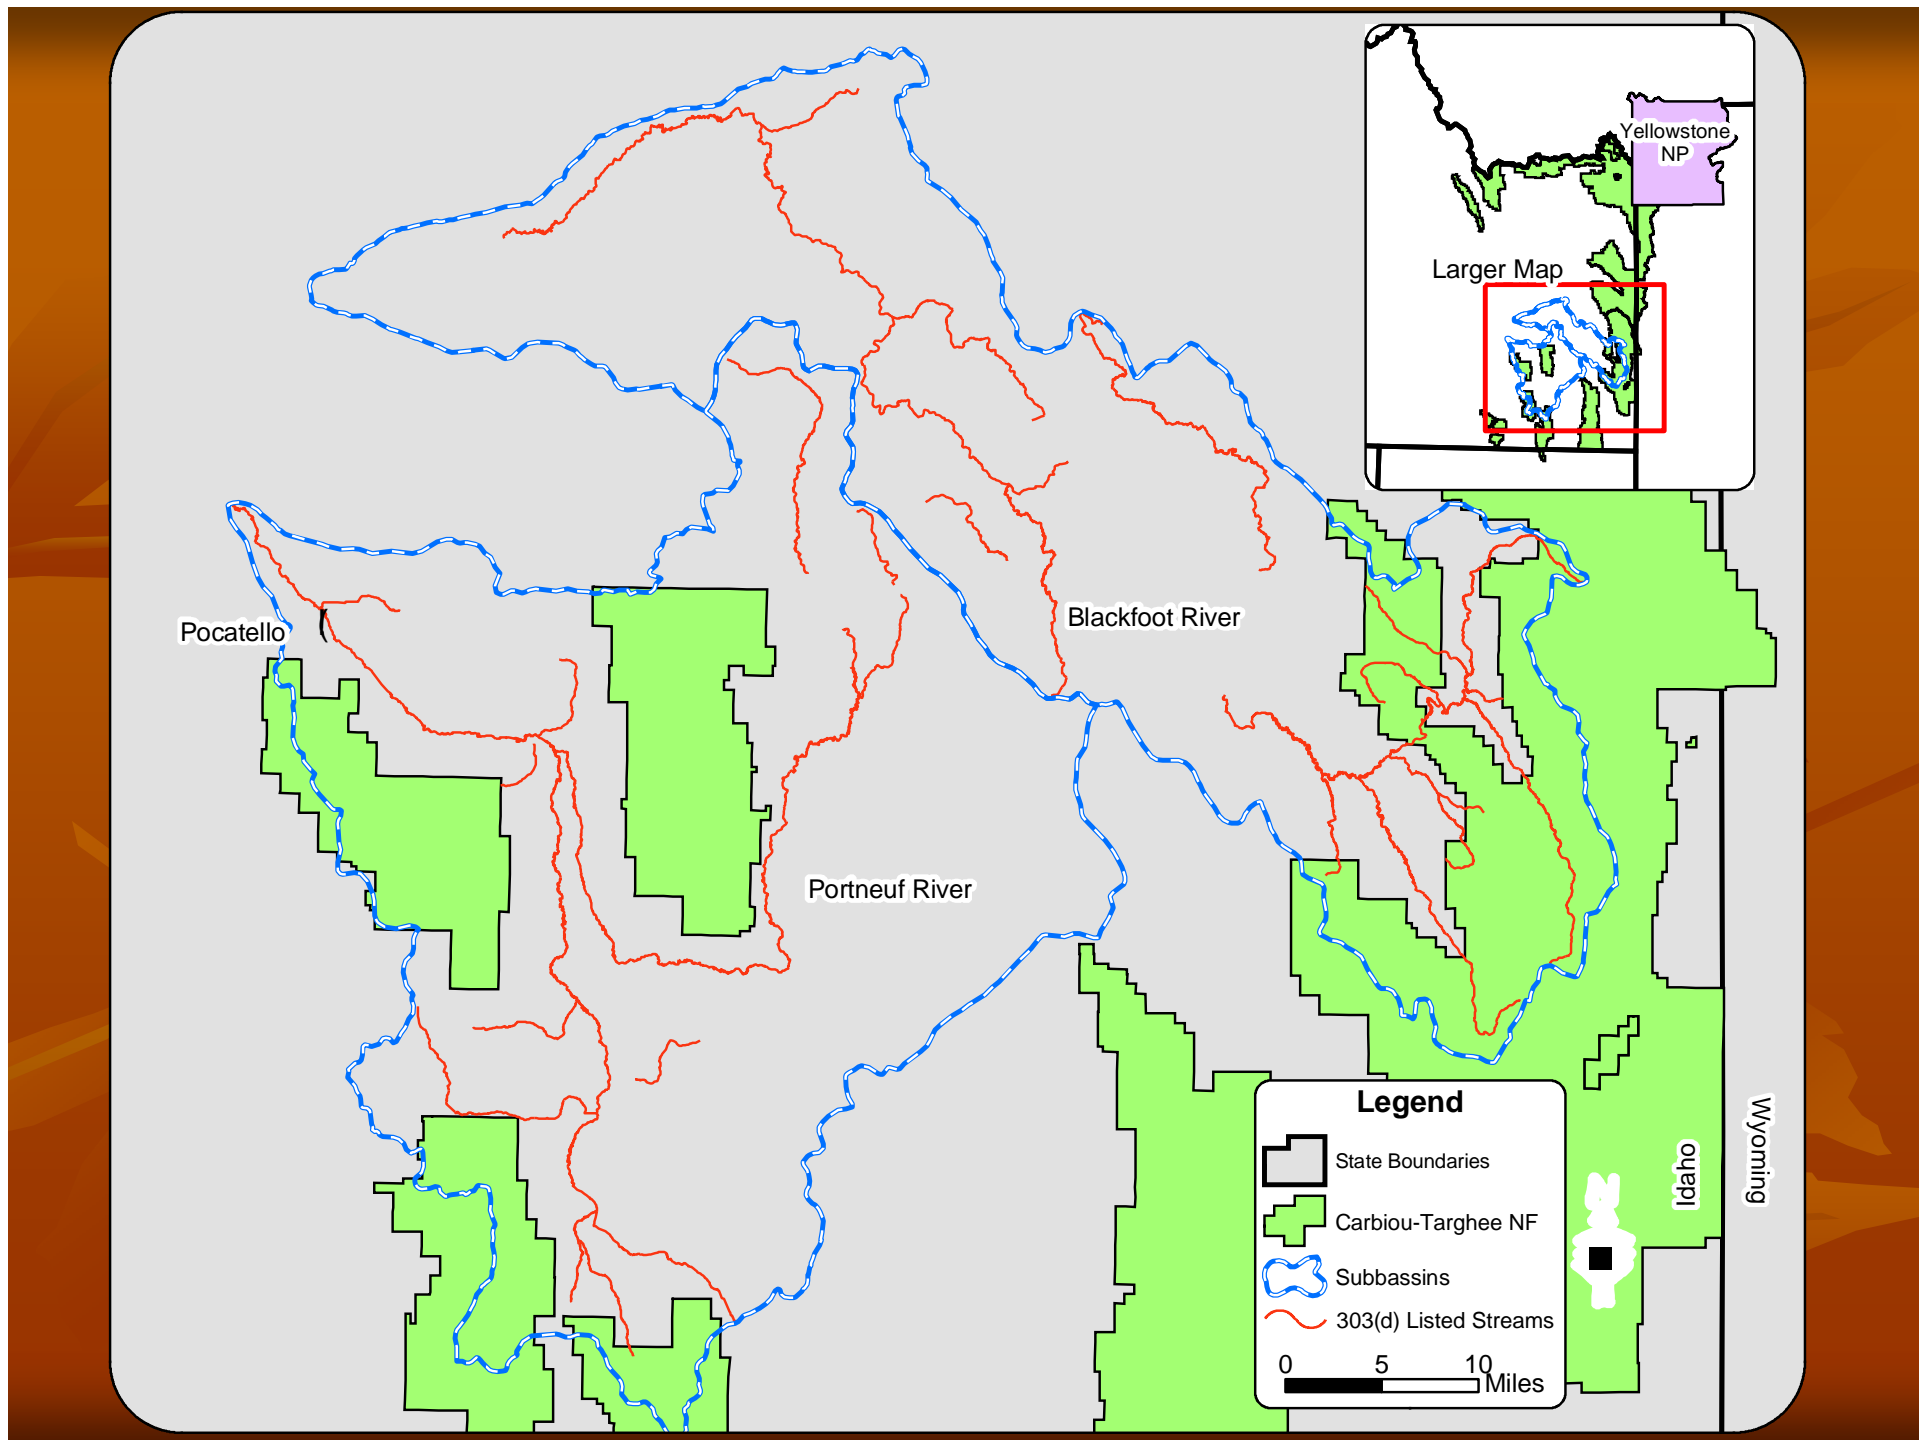 Yellowstone
NP
Larger Map
Pocatello
Blackfoot River
Portneuf River
Legend
State Boundaries
Carbiou-Targhee NF
Subbassins
303(d) Listed Streams
0 5 10
Miles
Idaho
Wyoming